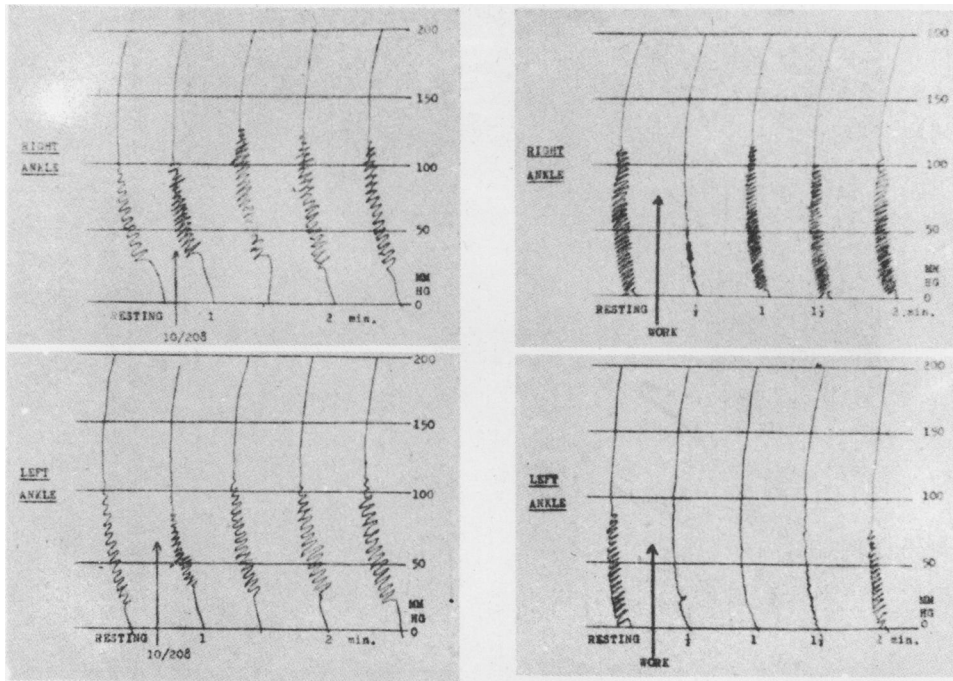 200
150
RIGHT
ANKLE
100
50
MM
HG
0
RESTING 1 2 min.
10/208
200
150
LEFT
ANKLE
100
50
MM
HG
0
RESTING 1 2 min.
10/208
200
150
RIGHT
ANKLE
100
50
MM
HG
0
RESTING ½ 1 1½ 2.min.
WORK
200
150
LEFT
ANKLE
100
50
MM
HG
0
RESTING ½ 1 1½ 2 min.
WORK